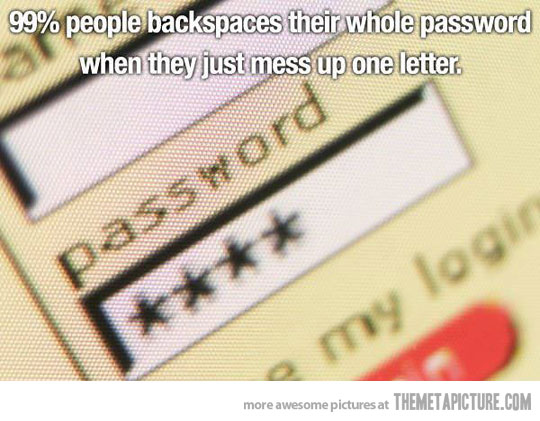 99% people backspaces their whole password
when they just mess up one letter.
password
****
my login
more awesome pictures at THEMETAPICTURE.COM